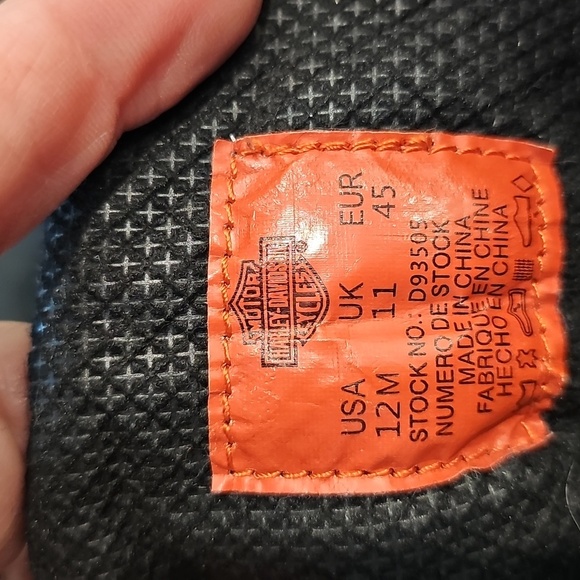 MOTOR
HARLEY-DAVIDSON
CYCLES
®
USA UK EUR
12 M 11 45
STOCK NO.: D93505
NUMERO DE STOCK
MADE IN CHINA
FABRIQUE EN CHINE
HECHO EN CHINA